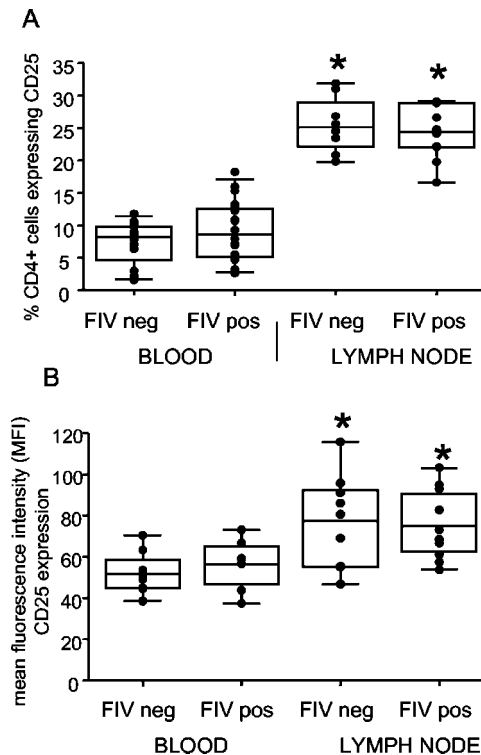 A
% CD4+ cells expressing CD25
35
30
25
20
15
10
5
0
* *
FIV neg FIV pos FIV neg FIV pos
BLOOD LYMPH NODE
B
mean fluorescence intensity (MFI)
CD25 expression
120
100
80
60
40
20
0
* *
FIV neg FIV pos FIV neg FIV pos
BLOOD LYMPH NODE